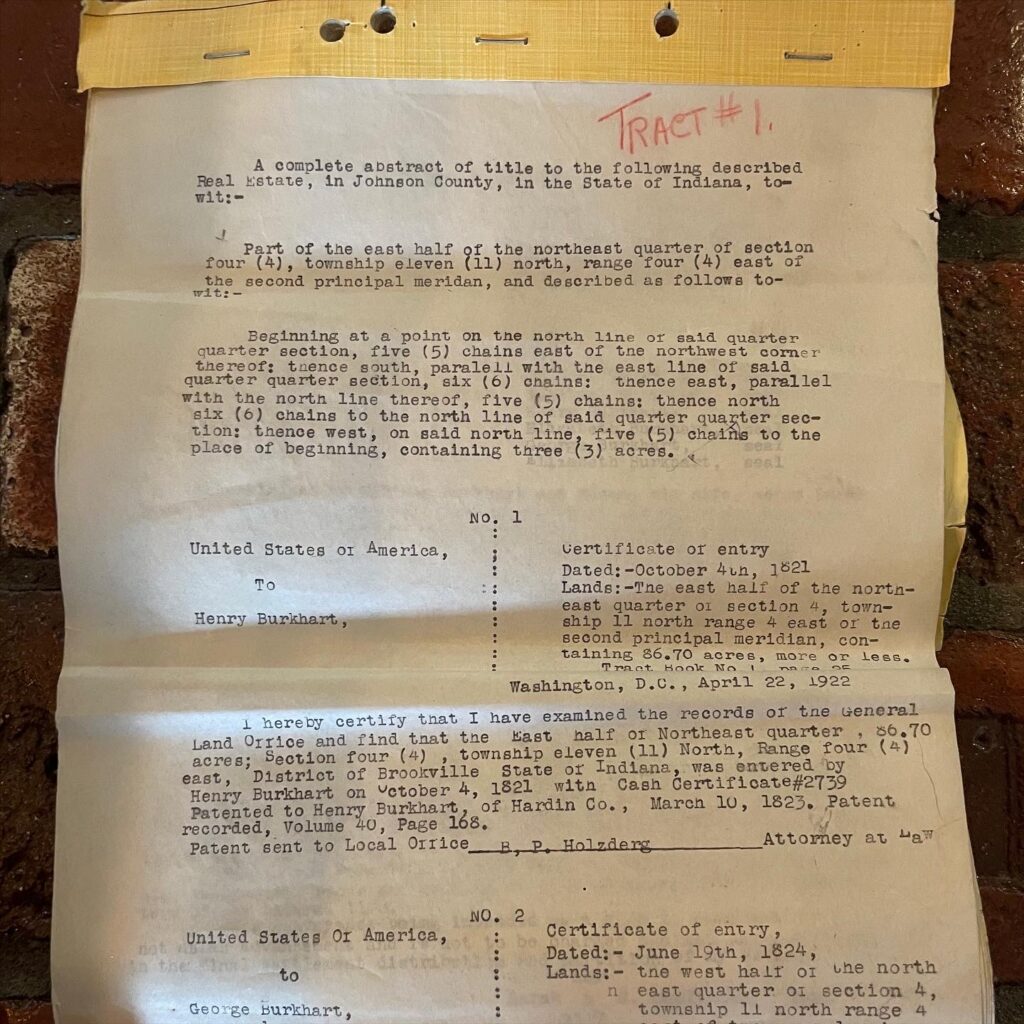 TRACT #1.
A complete abstract of title to the following described
Real Estate, in Johnson County, in the State of Indiana, to-
wit:-
Part of the east half of the northeast quarter of section
four (4), township eleven (11) north, range four (4) east of
the second principal meridan, and described as follows to-
wit:-
Beginning at a point on the north line of said quarter
quarter section, five (5) chains east of the northwest corner
thereof: thence south, paralell with the east line of said
quarter quarter section, six (6) chains: thence east, parallel
with the north line thereof, five (5) chains: thence north
six (6) chains to the north line of said quarter quarter sec-
tion: thence west, on said north line, five (5) chains to the
place of beginning, containing three (3) acres.
No. 1
United States of America,
To
Henry Burkhart,
Certificate of entry
Dated:-October 4th, 1821
Lands:-The east half of the north-
east quarter of section 4, town-
ship 11 north range 4 east of the
second principal meridian, con-
taining 86.70 acres, more or less.
Tract Book No. 1, page
Washington, D.C., April 22, 1922
I hereby certify that I have examined the records of the General
Land Office and find that the East half of Northeast quarter , 86.70
acres; Section four (4) , township eleven (11) North, Range four (4)
east, District of Brookville State of Indiana, was entered by
Henry Burkhart on October 4, 1821 with Cash Certificate#2739
Patented to Henry Burkhart, of Hardin Co., March 10, 1823. Patent
recorded, Volume 40, Page 168.
Patent sent to Local Office B, P. Holzderg Attorney at Law
NO. 2
United States Of America,
to
George Burkhart,
Certificate of entry,
Dated:- June 19th, 1824,
Lands:- the west half of the north
n east quarter of section 4,
township 11 north range 4